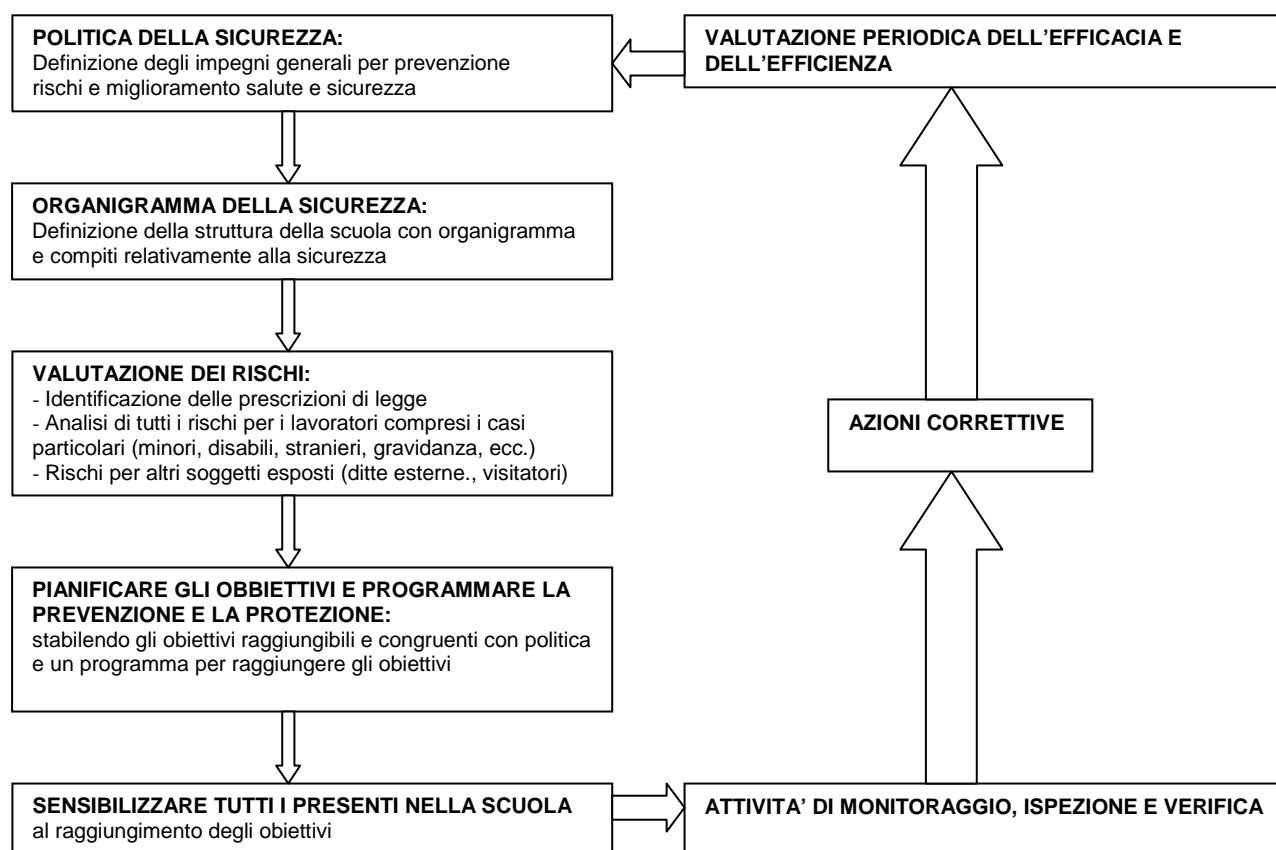 POLITICA DELLA SICUREZZA:
Definizione degli impegni generali per prevenzione
rischi e miglioramento salute e sicurezza
ORGANIGRAMMA DELLA SICUREZZA:
Definizione della struttura della scuola con organigramma
e compiti relativamente alla sicurezza
VALUTAZIONE DEI RISCHI:
- Identificazione delle prescrizioni di legge
- Analisi di tutti i rischi per i lavoratori compresi i casi
particolari (minori, disabili, stranieri, gravidanza, ecc.)
- Rischi per altri soggetti esposti (ditte esterne., visitatori)
PIANIFICARE GLI OBBIETTIVI E PROGRAMMARE LA
PREVENZIONE E LA PROTEZIONE:
stabilendo gli obiettivi raggiungibili e congruenti con politica
e un programma per raggiungere gli obiettivi
SENSIBILIZZARE TUTTI I PRESENTI NELLA SCUOLA
al raggiungimento degli obiettivi
ATTIVITA' DI MONITORAGGIO, ISPEZIONE E VERIFICA
AZIONI CORRETTIVE
VALUTAZIONE PERIODICA DELL'EFFICACIA E
DELL'EFFICIENZA